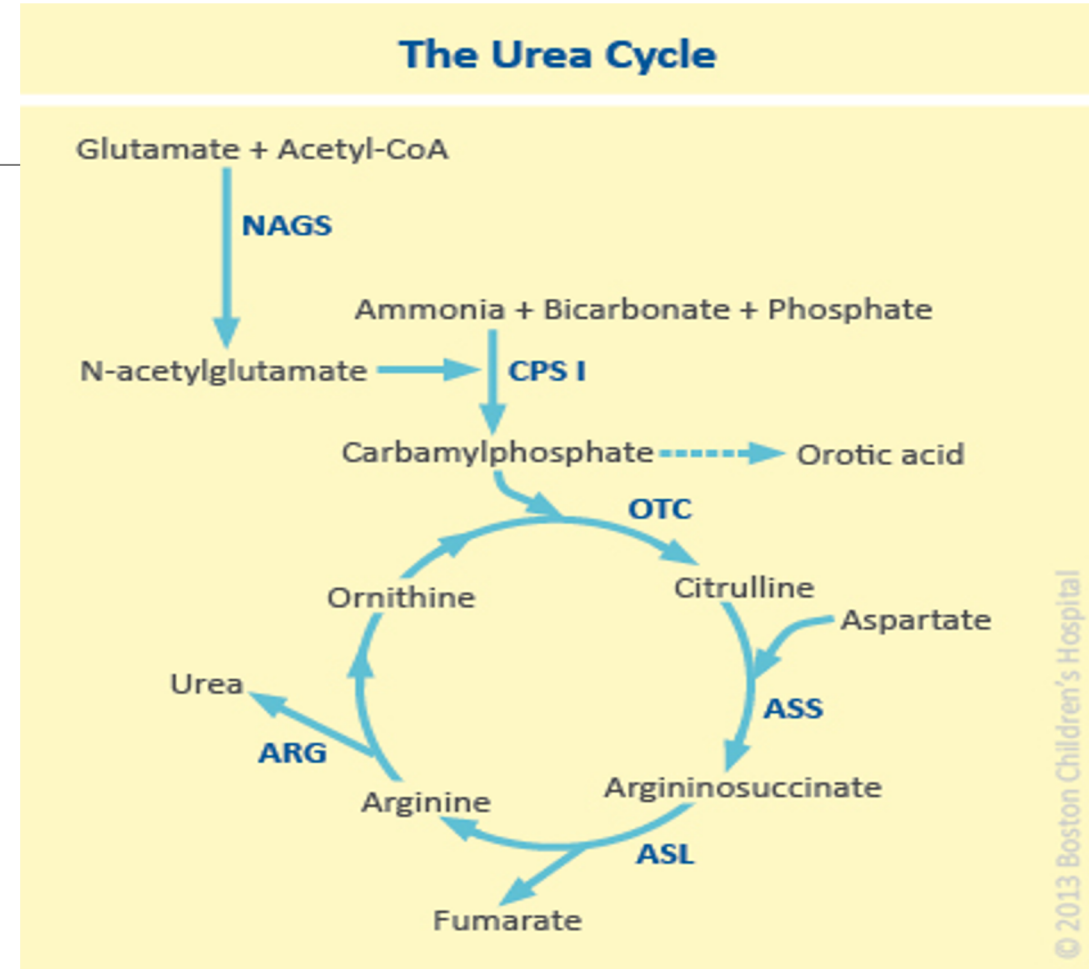 The Urea Cycle
Glutamate + Acetyl-CoA
NAGS
Ammonia + Bicarbonate + Phosphate
N-acetylglutamate
CPS I
Carbamylphosphate
Orotic acid
OTC
Ornithine
Citrulline
Aspartate
Urea
ASS
ARG
Argininosuccinate
Arginine
ASL
Fumarate
© 2013 Boston Children's Hospital